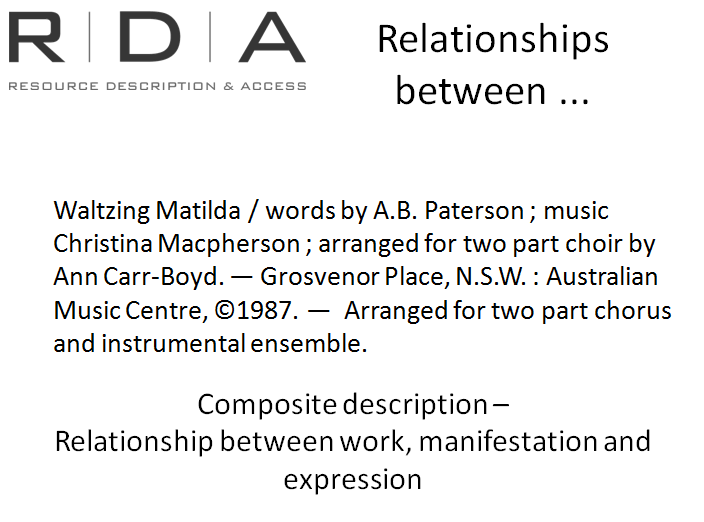 R | D | A
RESOURCE DESCRIPTION & ACCESS
Relationships
between ...
Waltzing Matilda / words by A.B. Paterson ; music
Christina Macpherson ; arranged for two part choir by
Ann Carr-Boyd. — Grosvenor Place, N.S.W. : Australian
Music Centre, ©1987. — Arranged for two part chorus
and instrumental ensemble.
Composite description –
Relationship between work, manifestation and
expression